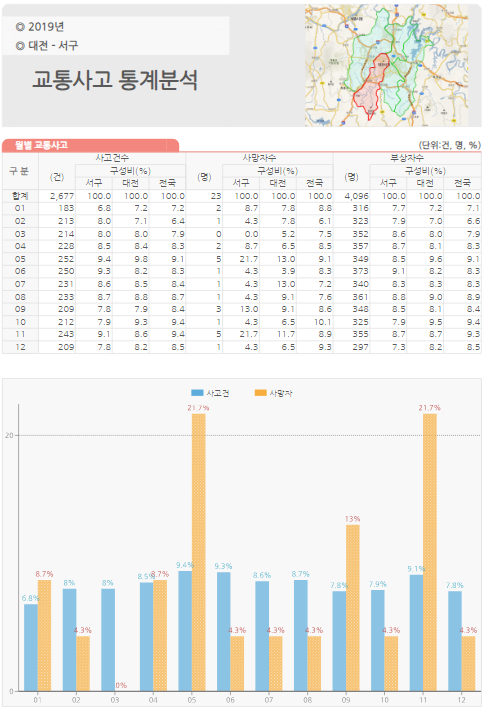 ◎ 2019년
◎ 대전 - 서구
교통사고 통계분석
월별 교통사고
(단위:건, 명, %)
구 분 사고건수 사망자수 부상자수
(건) 구성비(%) (명) 구성비(%) (명) 구성비(%)
서구 대전 전국 서구 대전 전국 서구 대전 전국
합계 2,677 100.0 100.0 100.0 23 100.0 100.0 100.0 4,096 100.0 100.0 100.0
01 183 6.8 7.2 7.2 2 8.7 7.8 8.8 316 7.7 7.2 7.1
02 213 8.0 7.1 6.4 1 4.3 7.8 6.1 323 7.9 7.0 6.6
03 214 8.0 8.0 7.9 0 0.0 5.2 7.5 352 8.6 8.0 7.9
04 228 8.5 8.4 8.3 2 8.7 6.5 8.5 357 8.7 8.1 8.3
05 252 9.4 9.8 9.1 5 21.7 13.0 9.1 349 8.5 9.6 9.1
06 250 9.3 8.2 8.3 1 4.3 3.9 8.3 373 9.1 8.2 8.3
07 231 8.6 8.5 8.4 1 4.3 13.0 7.2 340 8.3 8.3 8.3
08 233 8.7 8.8 8.7 1 4.3 9.1 7.6 361 8.8 9.0 8.9
09 209 7.8 7.9 8.4 3 13.0 9.1 8.6 348 8.5 8.1 8.4
10 212 7.9 9.3 9.4 1 4.3 6.5 10.1 325 7.9 9.5 9.4
11 243 9.1 8.6 9.4 5 21.7 11.7 8.9 355 8.7 8.7 9.3
12 209 7.8 8.2 8.5 1 4.3 6.5 9.3 297 7.3 8.2 8.5
사고건 사망자
21.7% 21.7%
20
13%
6.8% 8.7% 8% 4.3% 8% 0% 8.5% 8.7% 9.4% 9.3% 4.3% 8.6% 4.3% 8.7% 4.3% 7.8% 7.9% 4.3% 9.1% 7.8% 4.3%
0
01 02 03 04 05 06 07 08 09 10 11 12